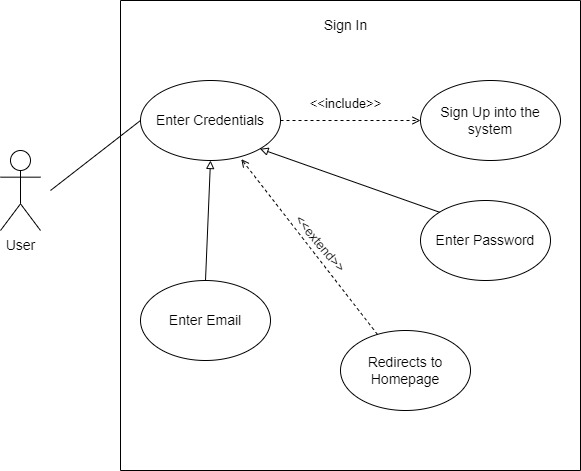 Sign In
<<include>>
Enter Credentials
Sign Up into the
system
User
<<extend>>
Enter Password
Enter Email
Redirects to
Homepage